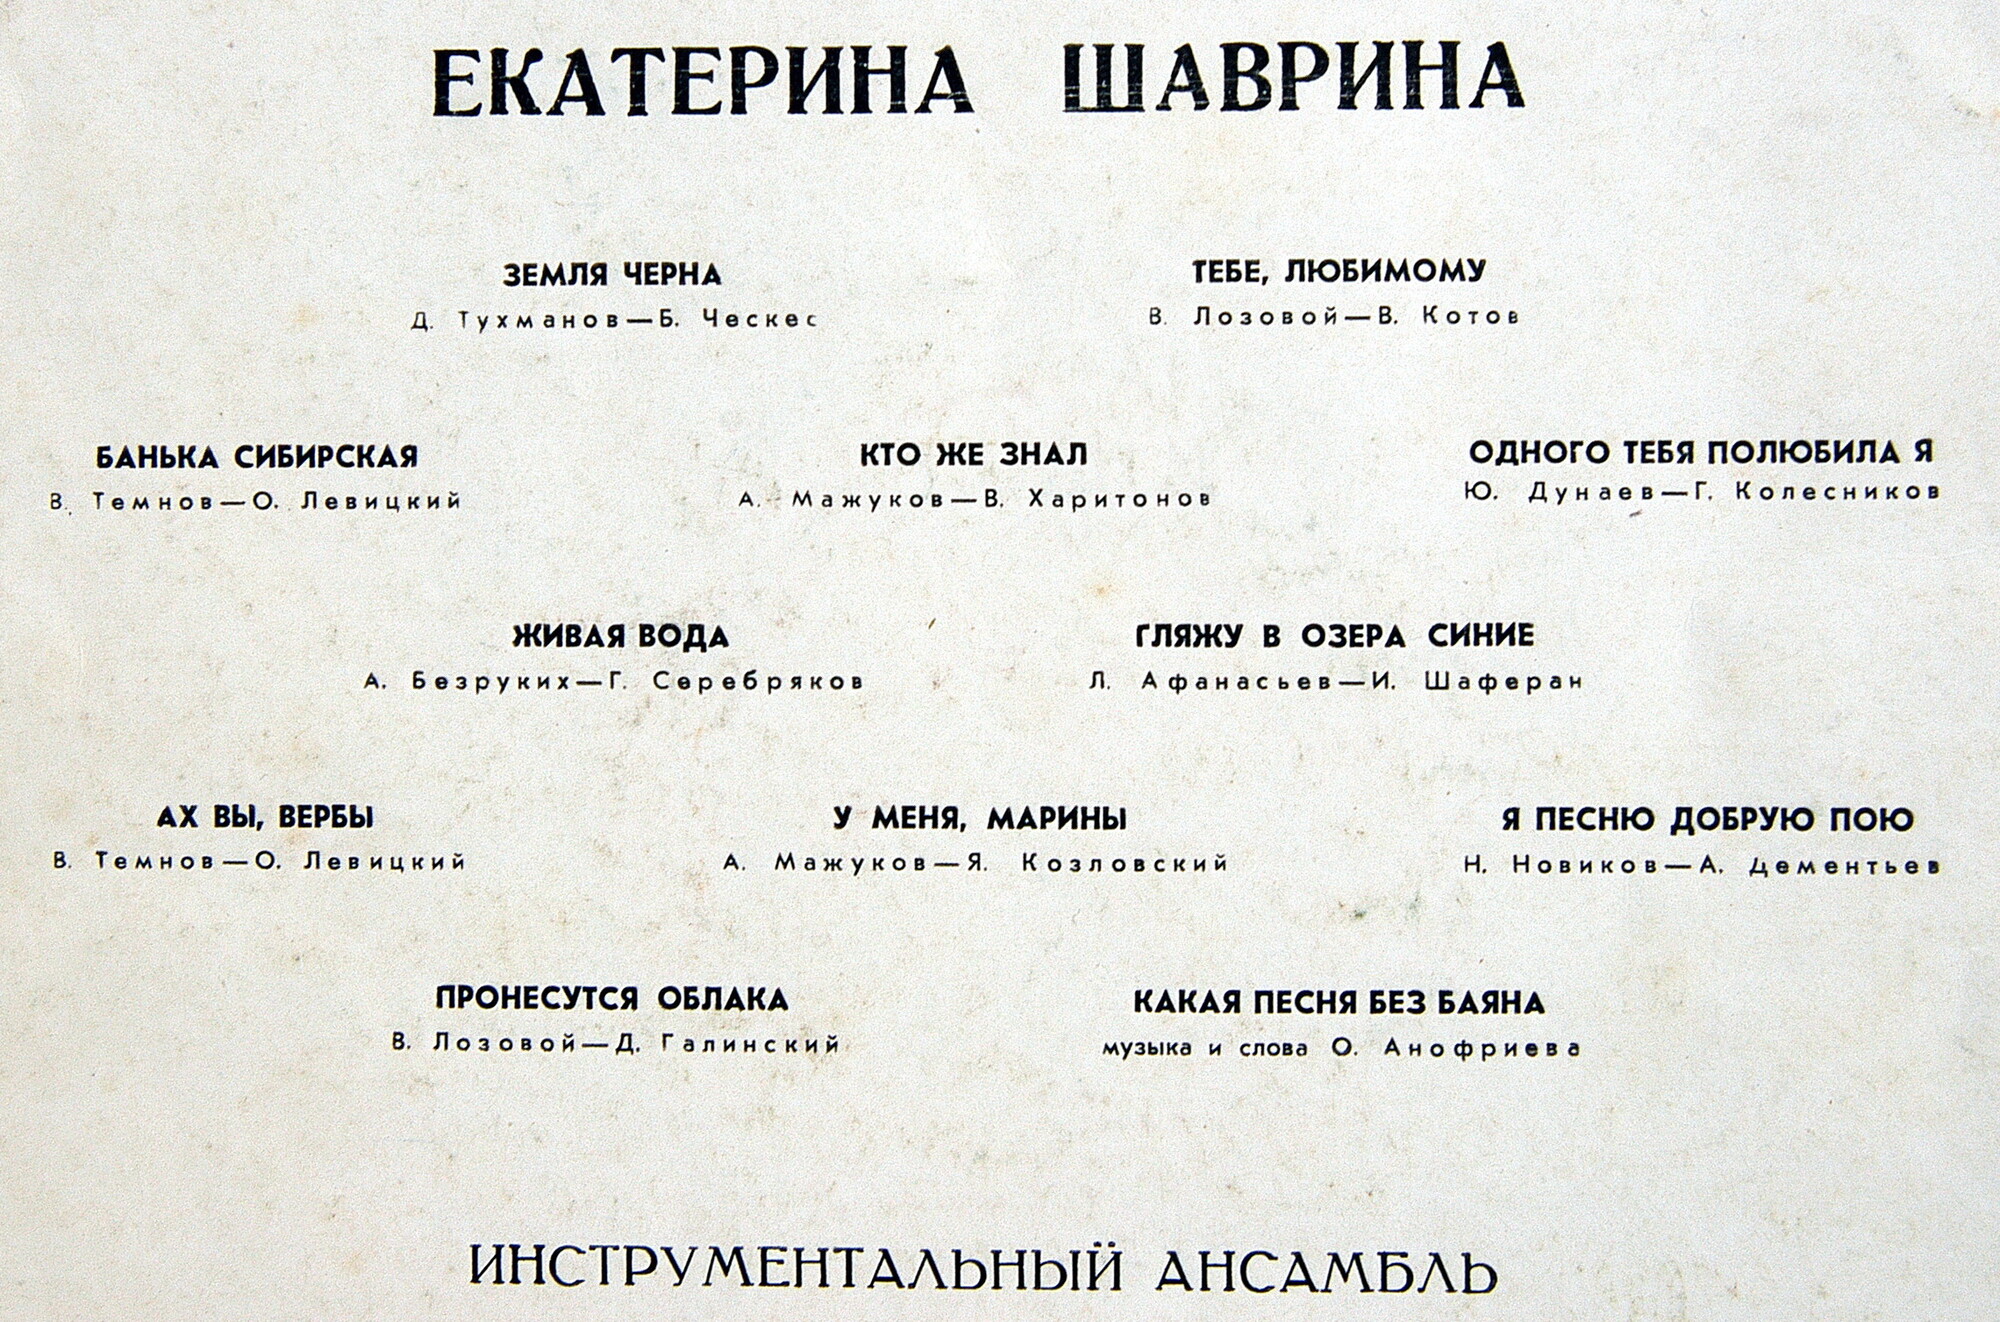 ЕКАТЕРИНА ШАВРИНА
ЗЕМЛЯ ЧЕРНА
Д. Тухманов—Б. Ческес
ТЕБЕ, ЛЮБИМОМУ
В. Лозовой—В. Котов
БАНЬКА СИБИРСКАЯ
В. Темнов—О. Левицкий
КТО ЖЕ ЗНАЛ
А. Мажуков—В. Харитонов
ОДНОГО ТЕБЯ ПОЛЮБИЛА Я
Ю. Дунаев—Г. Колесников
ЖИВАЯ ВОДА
А. Безруких—Г. Серебряков
ГЛЯЖУ В ОЗЕРА СИНИЕ
Л. Афанасьев—И. Шаферан
АХ ВЫ, ВЕРБЫ
В. Темнов—О. Левицкий
У МЕНЯ, МАРИНЫ
А. Мажуков—Я. Козловский
Я ПЕСНЮ ДОБРУЮ ПОЮ
Н. Новиков—А. Дементьев
ПРОНЕСУТСЯ ОБЛАКА
В. Лозовой—Д. Галинский
КАКАЯ ПЕСНЯ БЕЗ БАЯНА
музыка и слова О. Анофриева
ИНСТРУМЕНТАЛЬНЫЙ АНСАМБЛЬ